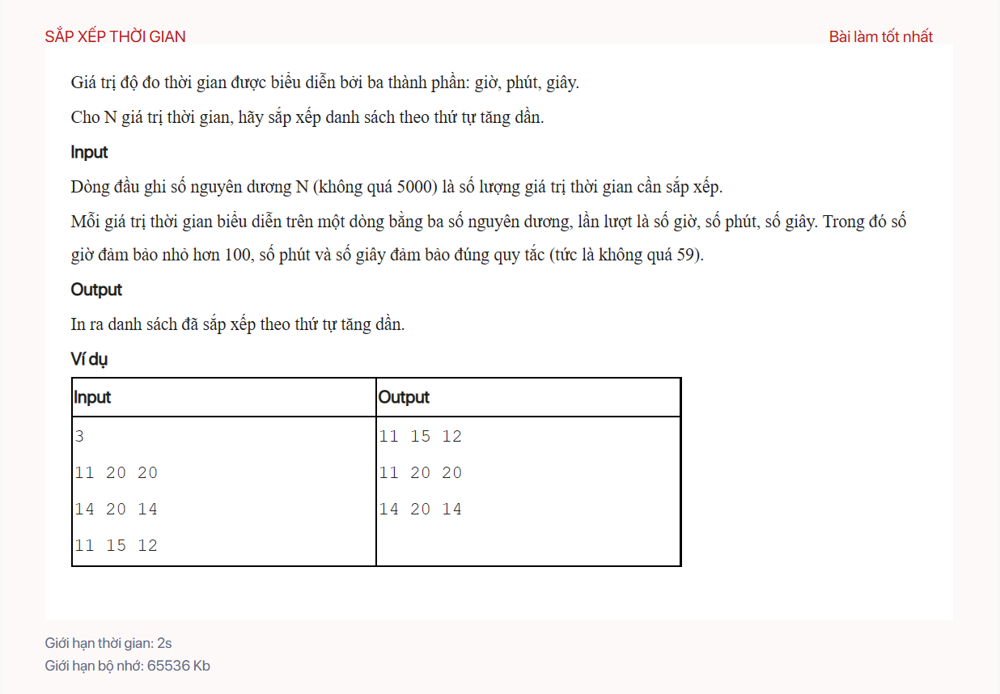 SẮP XẾP THỜI GIAN
Bài làm tốt nhất
Giá trị độ đo thời gian được biểu diễn bởi ba thành phần: giờ, phút, giây.
Cho N giá trị thời gian, hãy sắp xếp danh sách theo thứ tự tăng dần.
Input
Dòng đầu ghi số nguyên dương N (không quá 5000) là số lượng giá trị thời gian cần sắp xếp.
Mỗi giá trị thời gian biểu diễn trên một dòng bằng ba số nguyên dương, lần lượt là số giờ, số phút, số giây. Trong đó số
giờ đảm bảo nhỏ hơn 100, số phút và số giây đảm bảo đúng quy tắc (tức là không quá 59).
Output
In ra danh sách đã sắp xếp theo thứ tự tăng dần.
Ví dụ
Input
Output
3
11 20 20
14 20 14
11 15 12
11 15 12
11 20 20
14 20 14
Giới hạn thời gian: 2s
Giới hạn bộ nhớ: 65536 Kb